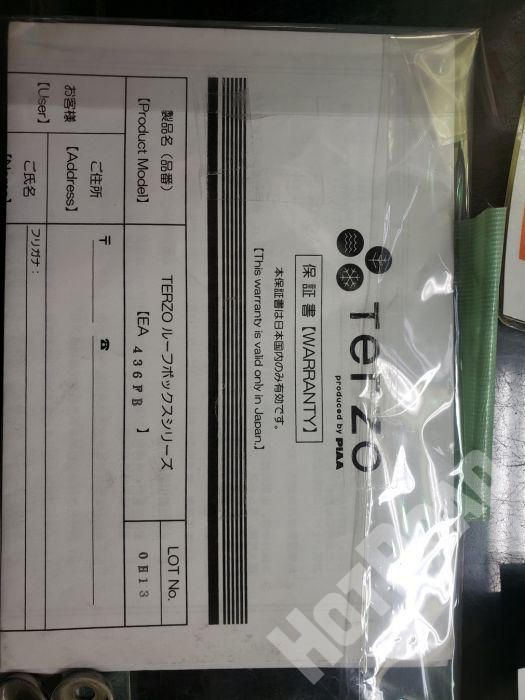 Terzo
produced by PIAA
保証書【WARRANTY】
本保証書は日本国内のみ有効です。
【This warranty is valid only in Japan.】
製品名（品番）
【Product Model】
TERZO ルーフボックスシリーズ
【EA 436FB 】
LOT No.
0H13
お客様
【User】
ご住所
【Address】
〒
☎
ご氏名
フリガナ：
HOTROAD